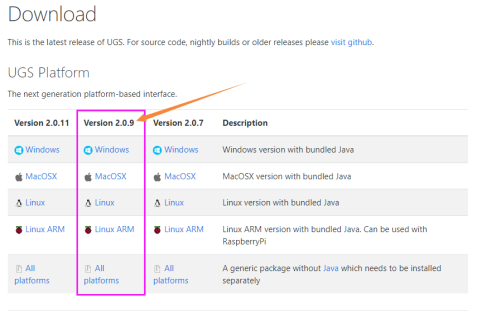 Download
This is the latest release of UGS. For source code, nightly builds or older releases please visit github.
UGS Platform
The next generation platform-based interface.
Version 2.0.11 Version 2.0.9 Version 2.0.7 Description
Windows Windows Windows Windows version with bundled Java
MacOSX MacOSX MacOSX MacOSX version with bundled Java
Linux Linux Linux Linux version with bundled Java
Linux ARM Linux ARM Linux ARM Linux ARM version with bundled Java. Can be used with
RaspberryPi
All All All A generic package without Java which needs to be installed
platforms platforms platforms separately